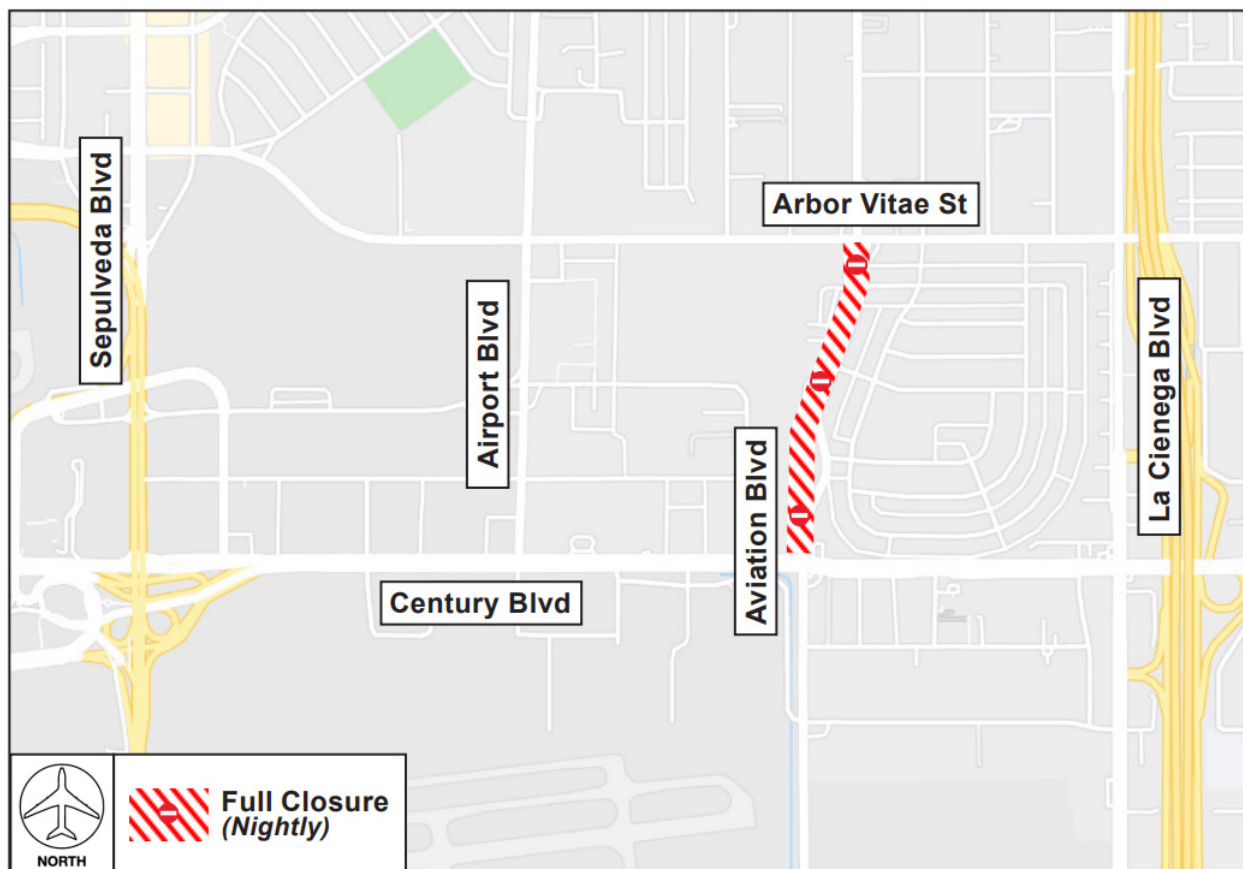 Arbor Vitae St
Sepulveda Blvd
Airport Blvd
La Cienega Blvd
Aviation Blvd
Century Blvd
Full Closure
(Nightly)
NORTH